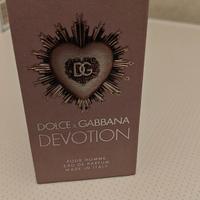 DG
DOLCE & GABBANA
DEVOTION
POUR HOMME
EAU DE PARFUM
MADE IN ITALY